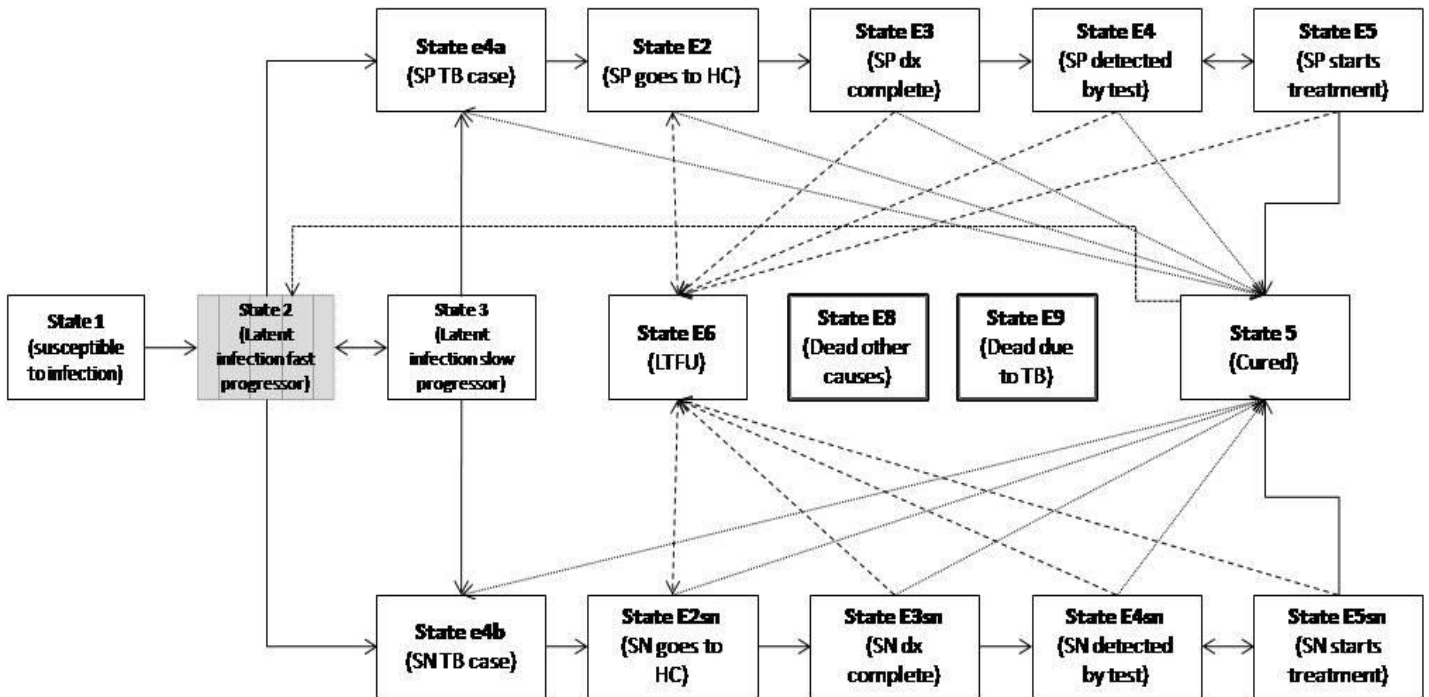 State e4a
(SP TB case)
State E2
(SP goes to HC)
State E3
(SP dx
complete)
State E4
(SP detected
by test)
State E5
(SP starts
treatment)
State 1
(susceptible
to infection)
State 2
(Latent
infection fast
progressor)
State 3
(Latent
infection slow
progressor)
State E6
(LTFU)
State E8
(Dead other
causes)
State E9
(Dead due
to TB)
State 5
(Cured)
State e4b
(SN TB case)
State E2sn
(SN goes to
HC)
State E3sn
(SN dx
complete)
State E4sn
(SN detected
by test)
State E5sn
(SN starts
treatment)